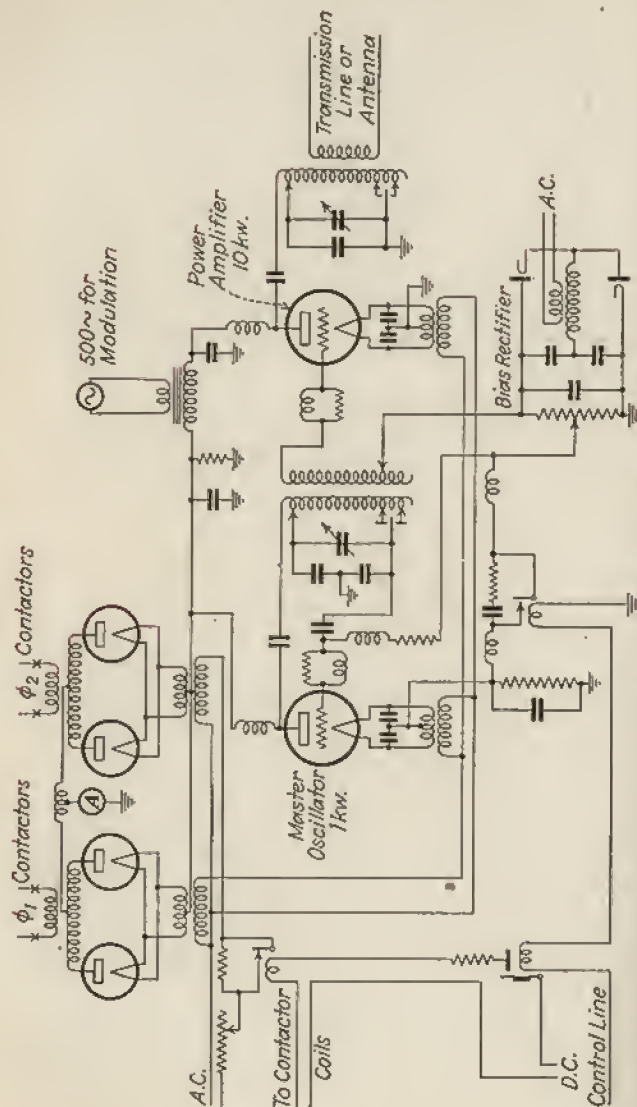 Φ1 Contactors
Φ2 Contactors
A
500~ for
Modulation
Power
Amplifier
10 kw.
Transmission
Line or
Antenna
Master
Oscillator
1 kw.
Bias Rectifier
A.C.
A.C.
To Contactor
Coils
D.C.
Control Line